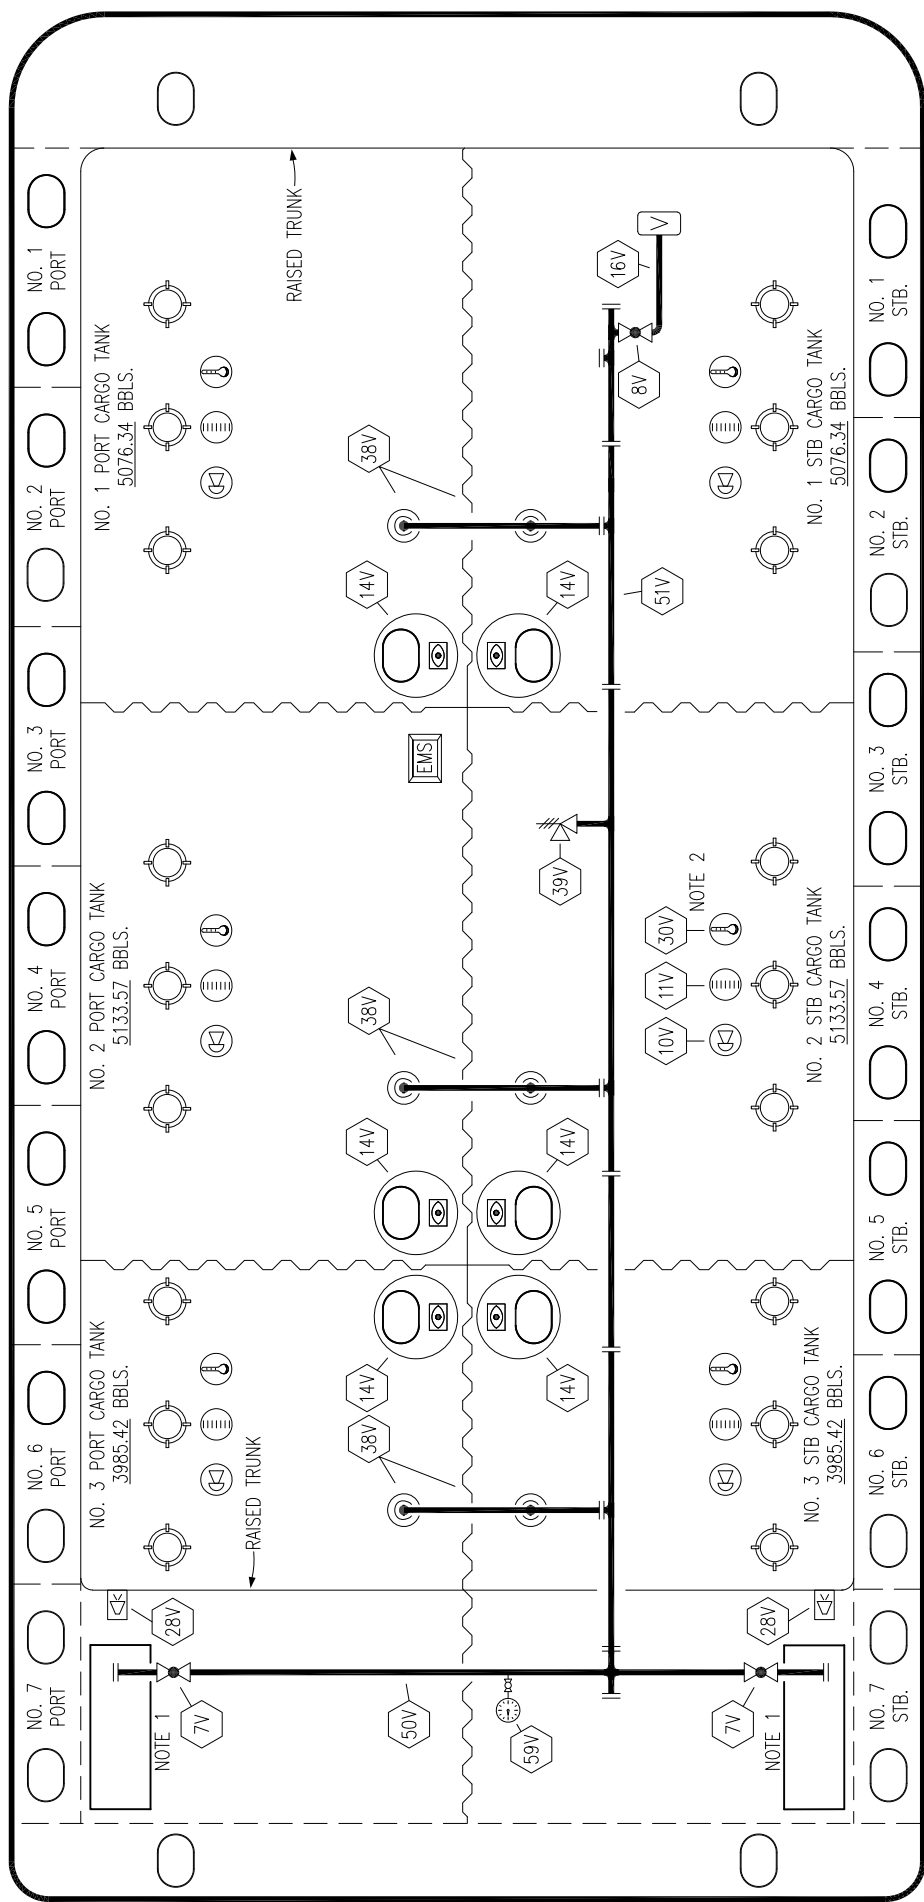 NO. 7
PORT
NO. 6
PORT
NO. 5
PORT
NO. 4
PORT
NO. 3
PORT
NO. 2
PORT
NO. 1
PORT
NO. 3 PORT CARGO TANK
3985.42 BBLS.
NO. 2 PORT CARGO TANK
5133.57 BBLS.
NO. 1 PORT CARGO TANK
5076.34 BBLS.
28V
NOTE 1
7V
RAISED TRUNK
RAISED TRUNK
38V
14V
14V
38V
14V
38V
EMS
50V
59V
14V
14V
39V
14V
51V
8V
16V
V
7V
NOTE 1
28V
10V
11V
30V
NOTE 2
NO. 3 STB CARGO TANK
3985.42 BBLS.
NO. 2 STB CARGO TANK
5133.57 BBLS.
NO. 1 STB CARGO TANK
5076.34 BBLS.
NO. 7
STB.
NO. 6
STB.
NO. 5
STB.
NO. 4
STB.
NO. 3
STB.
NO. 2
STB.
NO. 1
STB.